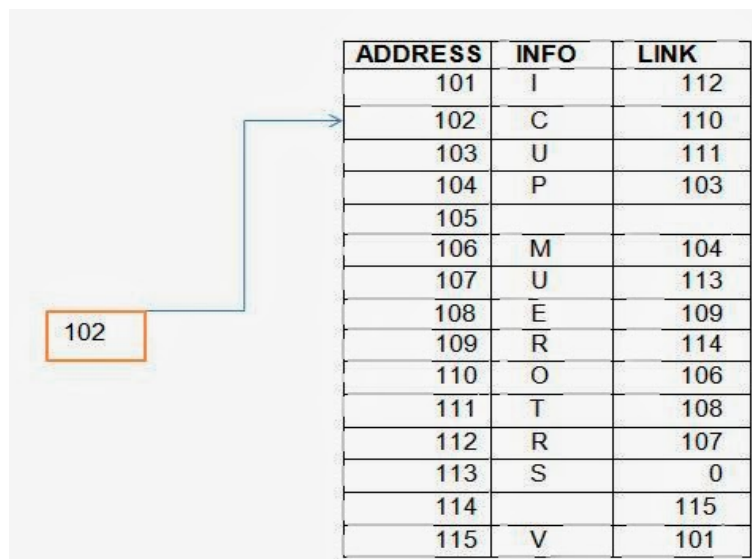 ADDRESS INFO LINK
101 I 112
102 C 110
103 U 111
104 P 103
105
106 M 104
107 U 113
108 E 109
102
109 R 114
110 O 106
111 T 108
112 R 107
113 S 0
114 115
115 V 101